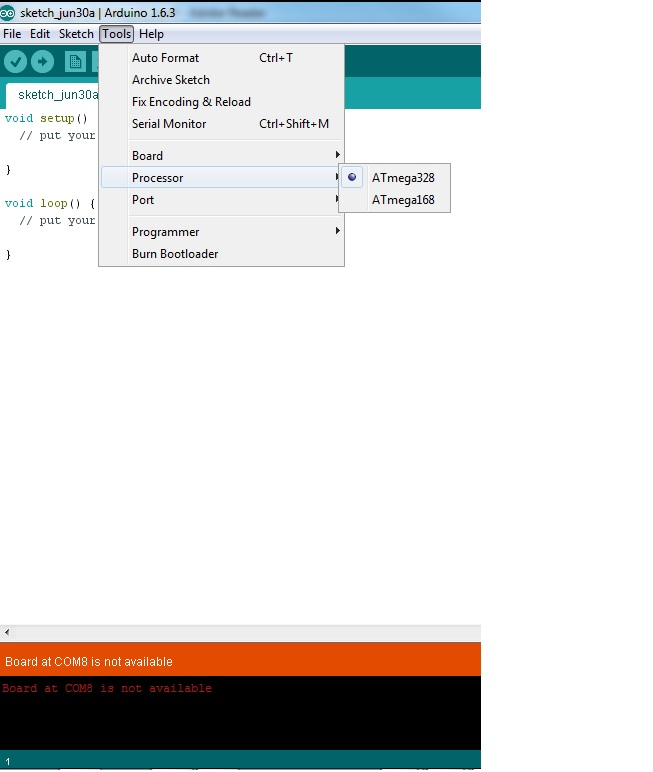 sketch_jun30a | Arduino 1.6.3
File Edit Sketch Tools Help
Auto Format Ctrl+T
Archive Sketch
Fix Encoding & Reload
Serial Monitor Ctrl+Shift+M
Board
Processor
Port
Programmer
Burn Bootloader
ATmega328
ATmega168
sketch_jun30a
void setup()
// put your
}
void loop() {
// put your
}
Board at COM8 is not available
Board at COM8 is not available
1